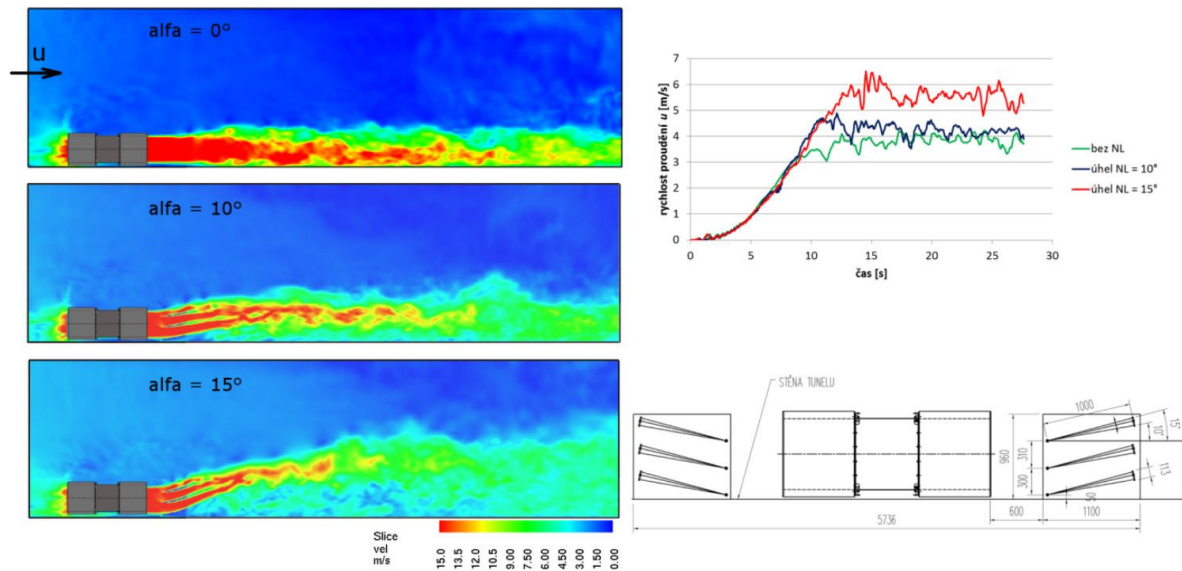 alfa = 0°
u
alfa = 10°
alfa = 15°
Slice
vel
m/s
15.0
13.5
12.0
10.5
9.00
7.50
6.00
4.50
3.00
1.50
0.00
rychlost proudění u [m/s]
7
6
5
4
3
2
1
0
0
5
10
15
20
25
30
čas [s]
bez NL
úhel NL = 10°
úhel NL = 15°
STĚNA TUNELU
1000
15°
10°
960
310
300
113
50
5736
600
1100